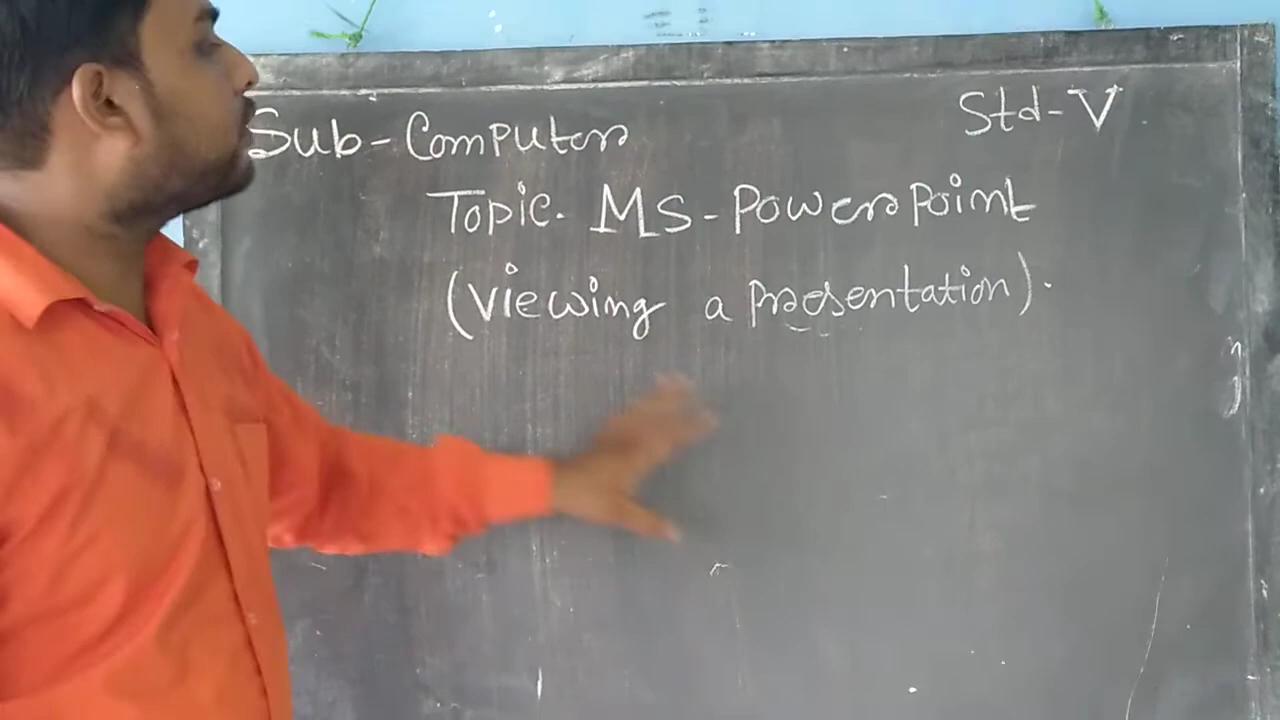 Sub-Computer Std-V
Topic. MS-PowerPoint
(Viewing a Presentation).